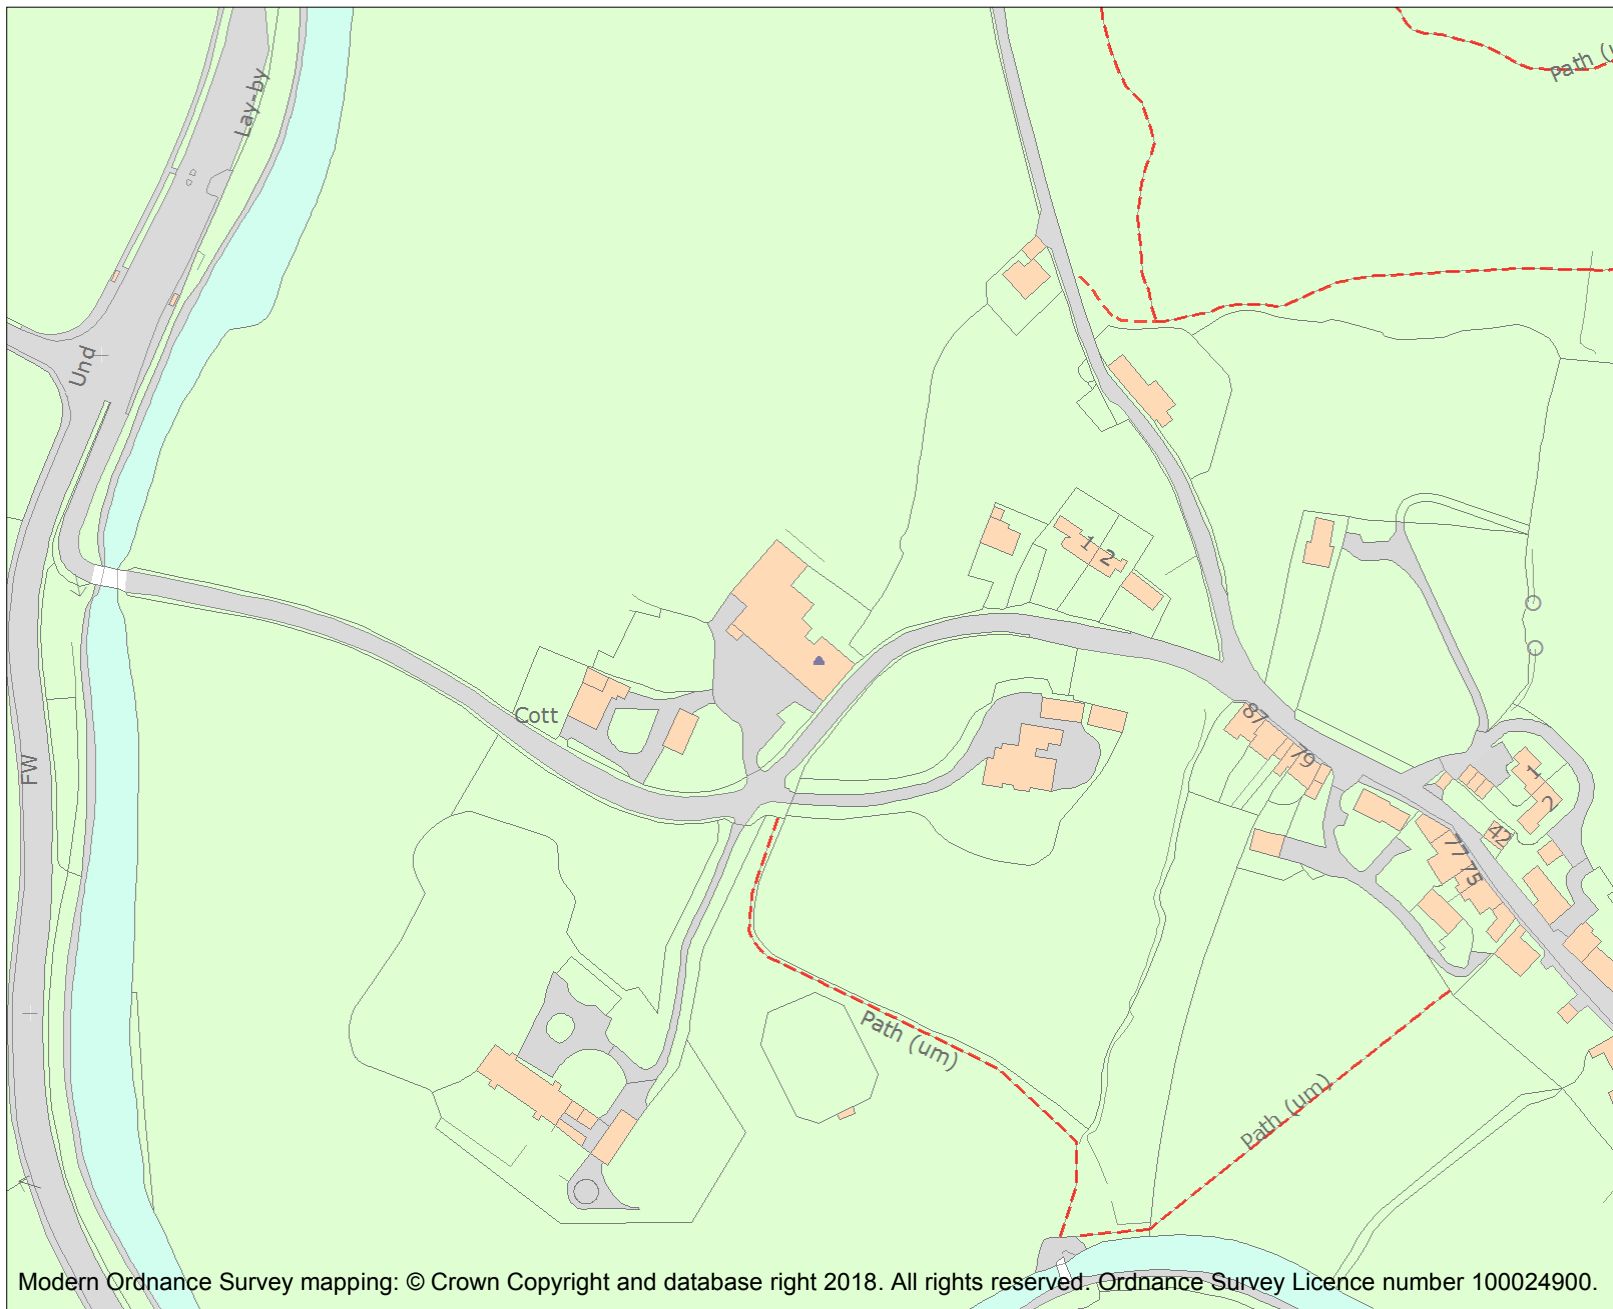 Lay-by
Path
Und
1
2
Cott
87
79
FW
1
2
42
77
75
Path (um)
Path (um)
Modern Ordnance Survey mapping: © Crown Copyright and database right 2018. All rights reserved. Ordnance Survey Licence number 100024900.